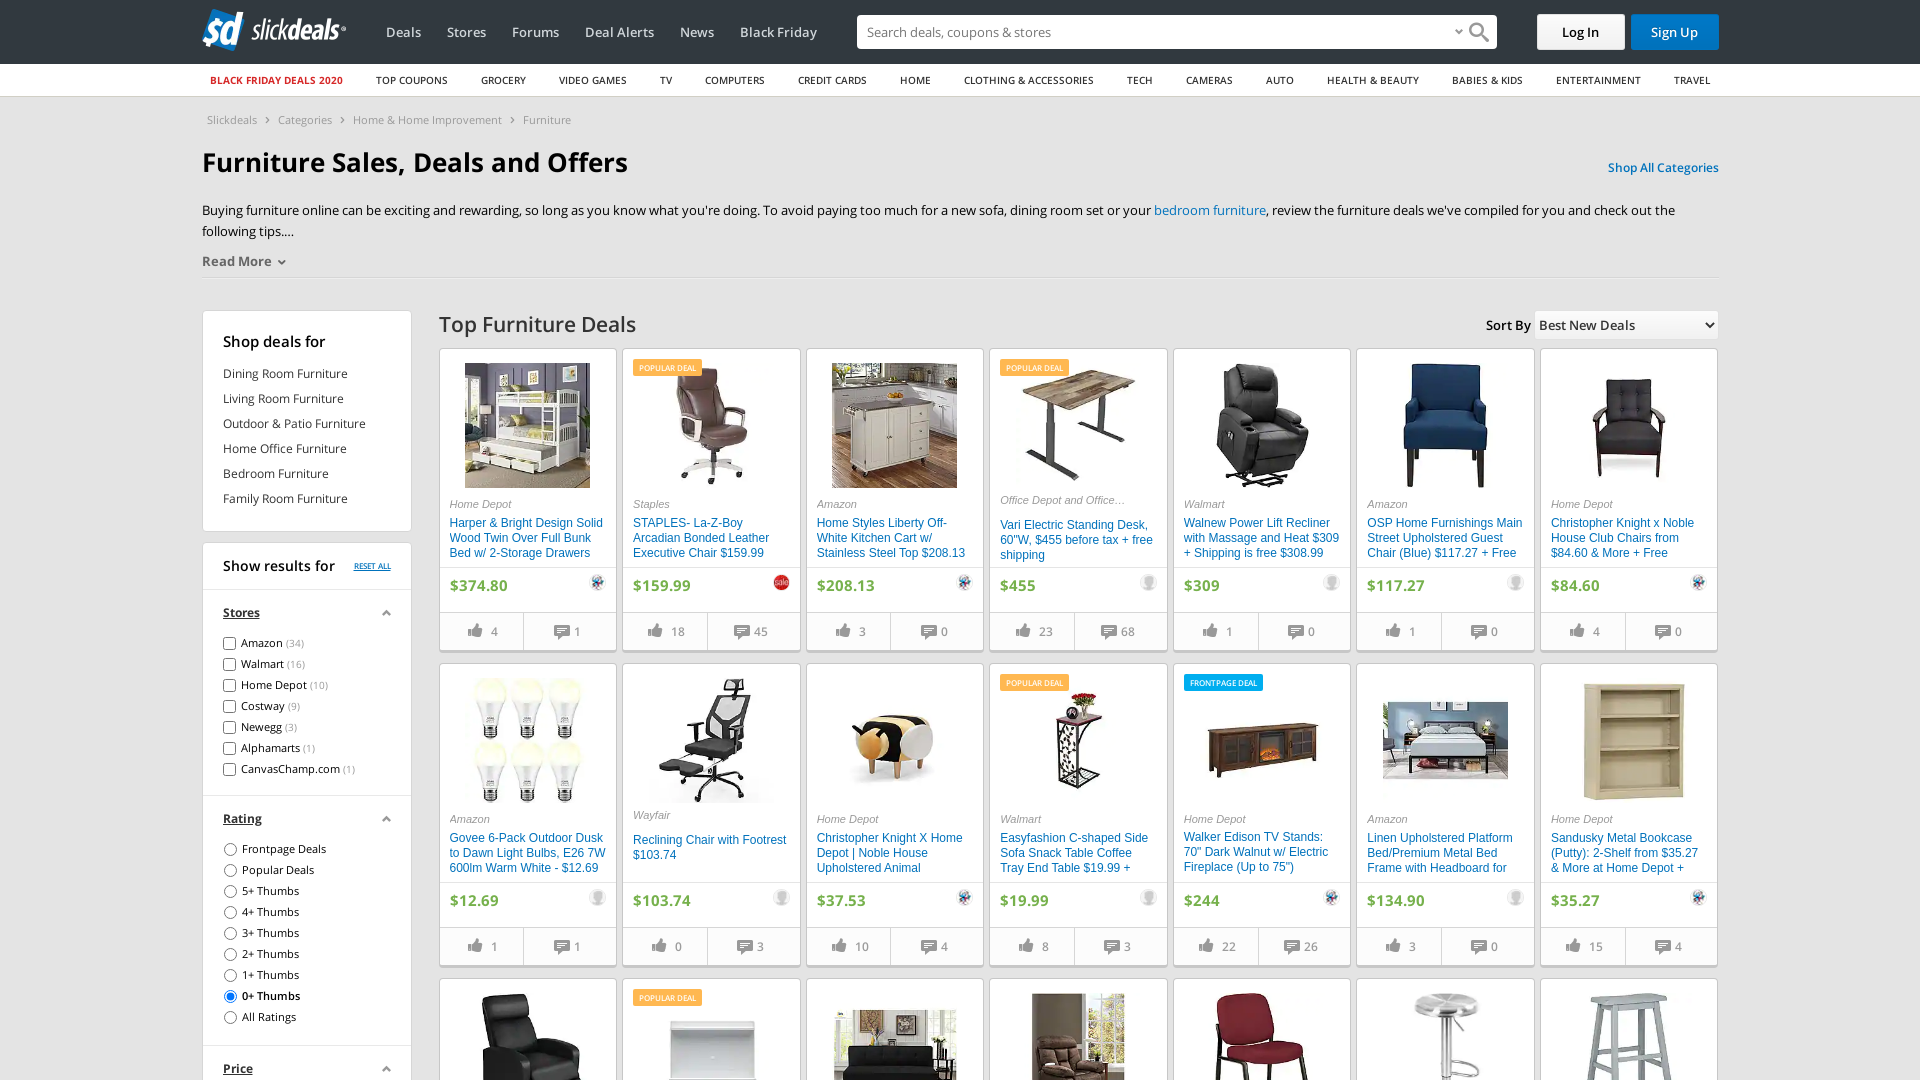 sd slickdeals
Deals
Stores
Forums
Deal Alerts
News
Black Friday
Search deals, coupons & stores
Log In
Sign Up
BLACK FRIDAY DEALS 2020
TOP COUPONS
GROCERY
VIDEO GAMES
TV
COMPUTERS
CREDIT CARDS
HOME
CLOTHING & ACCESSORIES
TECH
CAMERAS
AUTO
HEALTH & BEAUTY
BABIES & KIDS
ENTERTAINMENT
TRAVEL
Slickdeals > Categories > Home & Home Improvement > Furniture
Furniture Sales, Deals and Offers
Shop All Categories
Buying furniture online can be exciting and rewarding, so long as you know what you're doing. To avoid paying too much for a new sofa, dining room set or your bedroom furniture, review the furniture deals we've compiled for you and check out the
following tips....
Read More
Shop deals for
Dining Room Furniture
Living Room Furniture
Outdoor & Patio Furniture
Home Office Furniture
Bedroom Furniture
Family Room Furniture
Show results for
RESET ALL
Stores
Amazon (34)
Walmart (16)
Home Depot (10)
Costway (9)
Newegg (3)
Alphamarts (1)
CanvasChamp.com (1)
Rating
Frontpage Deals
Popular Deals
5+ Thumbs
4+ Thumbs
3+ Thumbs
2+ Thumbs
1+ Thumbs
0+ Thumbs
All Ratings
Price
Top Furniture Deals
Sort By
Best New Deals
Home Depot
Harper & Bright Design Solid
Wood Twin Over Full Bunk
Bed w/ 2-Storage Drawers
$374.80
4
1
POPULAR DEAL
Staples
STAPLES- La-Z-Boy
Arcadian Bonded Leather
Executive Chair $159.99
$159.99
sale
18
45
Amazon
Home Styles Liberty Off-
White Kitchen Cart w/
Stainless Steel Top $208.13
$208.13
3
0
POPULAR DEAL
Office Depot and Office…
Vari Electric Standing Desk,
60"W, $455 before tax + free
shipping
$455
23
68
Walmart
Walnew Power Lift Recliner
with Massage and Heat $309
+ Shipping is free $308.99
$309
1
0
Amazon
OSP Home Furnishings Main
Street Upholstered Guest
Chair (Blue) $117.27 + Free
$117.27
1
0
Home Depot
Christopher Knight x Noble
House Club Chairs from
$84.60 & More + Free
$84.60
4
0
Amazon
Govee 6-Pack Outdoor Dusk
to Dawn Light Bulbs, E26 7W
600lm Warm White - $12.69
$12.69
1
1
Wayfair
Reclining Chair with Footrest
$103.74
$103.74
0
3
Home Depot
Christopher Knight X Home
Depot | Noble House
Upholstered Animal
$37.53
10
4
POPULAR DEAL
Walmart
Easyfashion C-shaped Side
Sofa Snack Table Coffee
Tray End Table $19.99 +
$19.99
8
3
FRONTPAGE DEAL
Home Depot
Walker Edison TV Stands:
70" Dark Walnut w/ Electric
Fireplace (Up to 75")
$244
22
26
Amazon
Linen Upholstered Platform
Bed/Premium Metal Bed
Frame with Headboard for
$134.90
3
0
Home Depot
Sandusky Metal Bookcase
(Putty): 2-Shelf from $35.27
& More at Home Depot +
$35.27
15
4
POPULAR DEAL